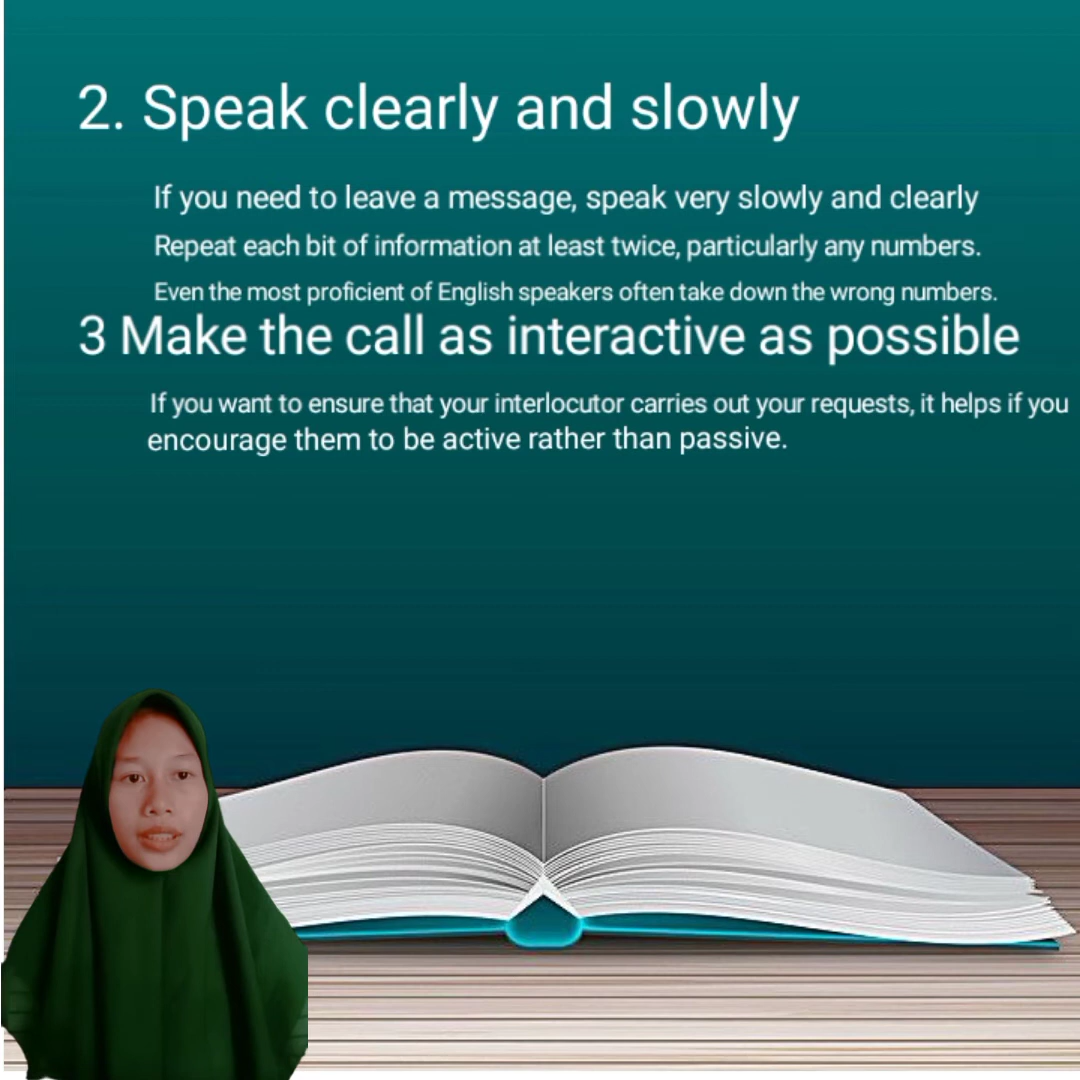 2. Speak clearly and slowly
If you need to leave a message, speak very slowly and clearly
Repeat each bit of information at least twice, particularly any numbers.
Even the most proficient of English speakers often take down the wrong numbers.
3 Make the call as interactive as possible
If you want to ensure that your interlocutor carries out your requests, it helps if you
encourage them to be active rather than passive.